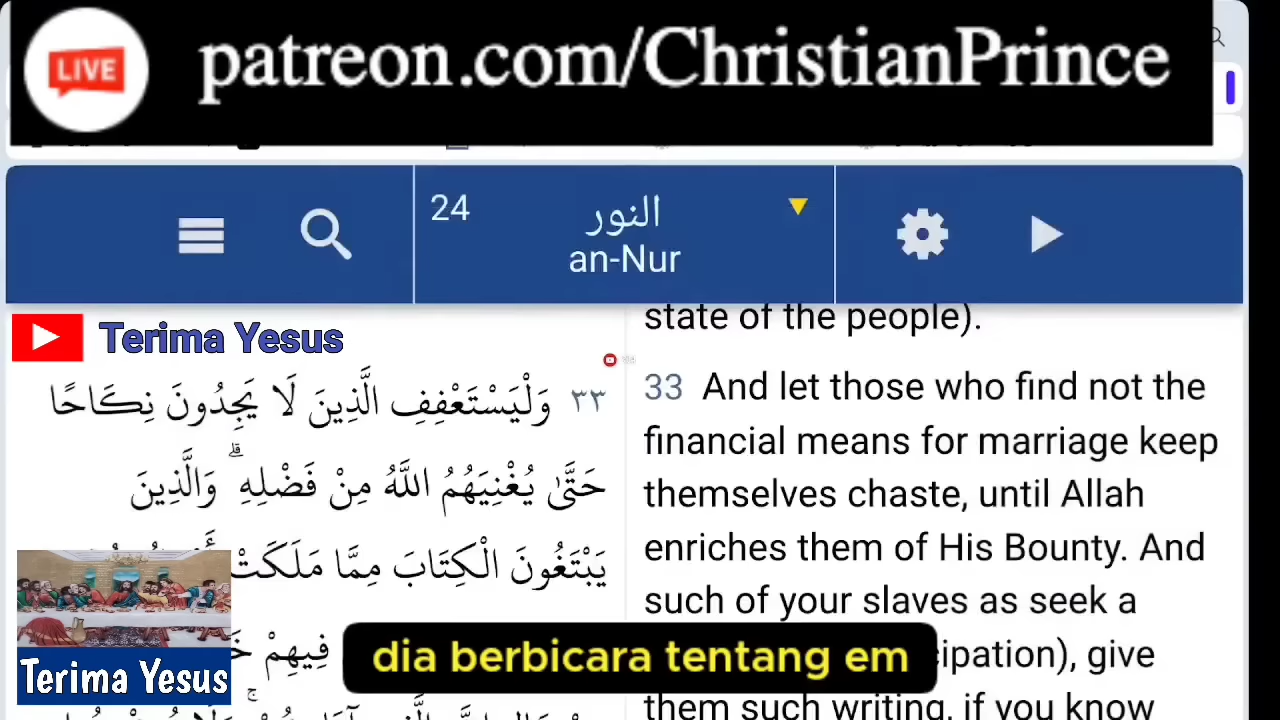 LIVE
patreon.com/ChristianPrince
24
النور
an-Nur
Terima Yesus
state of the people).
٣٣ وَلْيَسْتَعْفِفِ الَّذِينَ لَا يَجِدُونَ نِكَاحًا
حَتَّىٰ يُغْنِيَهُمُ اللَّهُ مِنْ فَضْلِهِ ۗ وَالَّذِينَ
يَبْتَغُونَ الْكِتَابَ مِمَّا مَلَكَتْ
فِيهِمْ
33 And let those who find not the
financial means for marriage keep
themselves chaste, until Allah
enriches them of His Bounty. And
such of your slaves as seek a
cipation), give
them such writing, if you know
Terima Yesus
dia berbicara tentang em